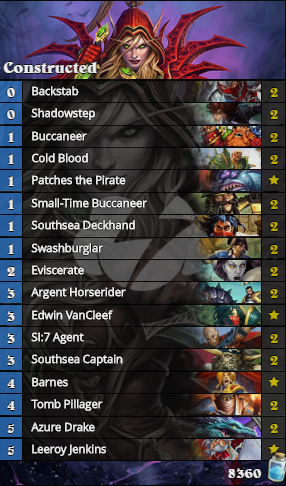 Constructed
0 Backstab 2
0 Shadowstep 2
1 Buccaneer 2
1 Cold Blood 2
1 Patches the Pirate ★
1 Small-Time Buccaneer 2
1 Southsea Deckhand 2
1 Swashburglar 2
2 Eviscerate 2
3 Argent Horserider 2
3 Edwin VanCleef ★
3 SI:7 Agent 2
3 Southsea Captain 2
4 Barnes ★
4 Tomb Pillager 2
5 Azure Drake 2
5 Leeroy Jenkins ★
8360